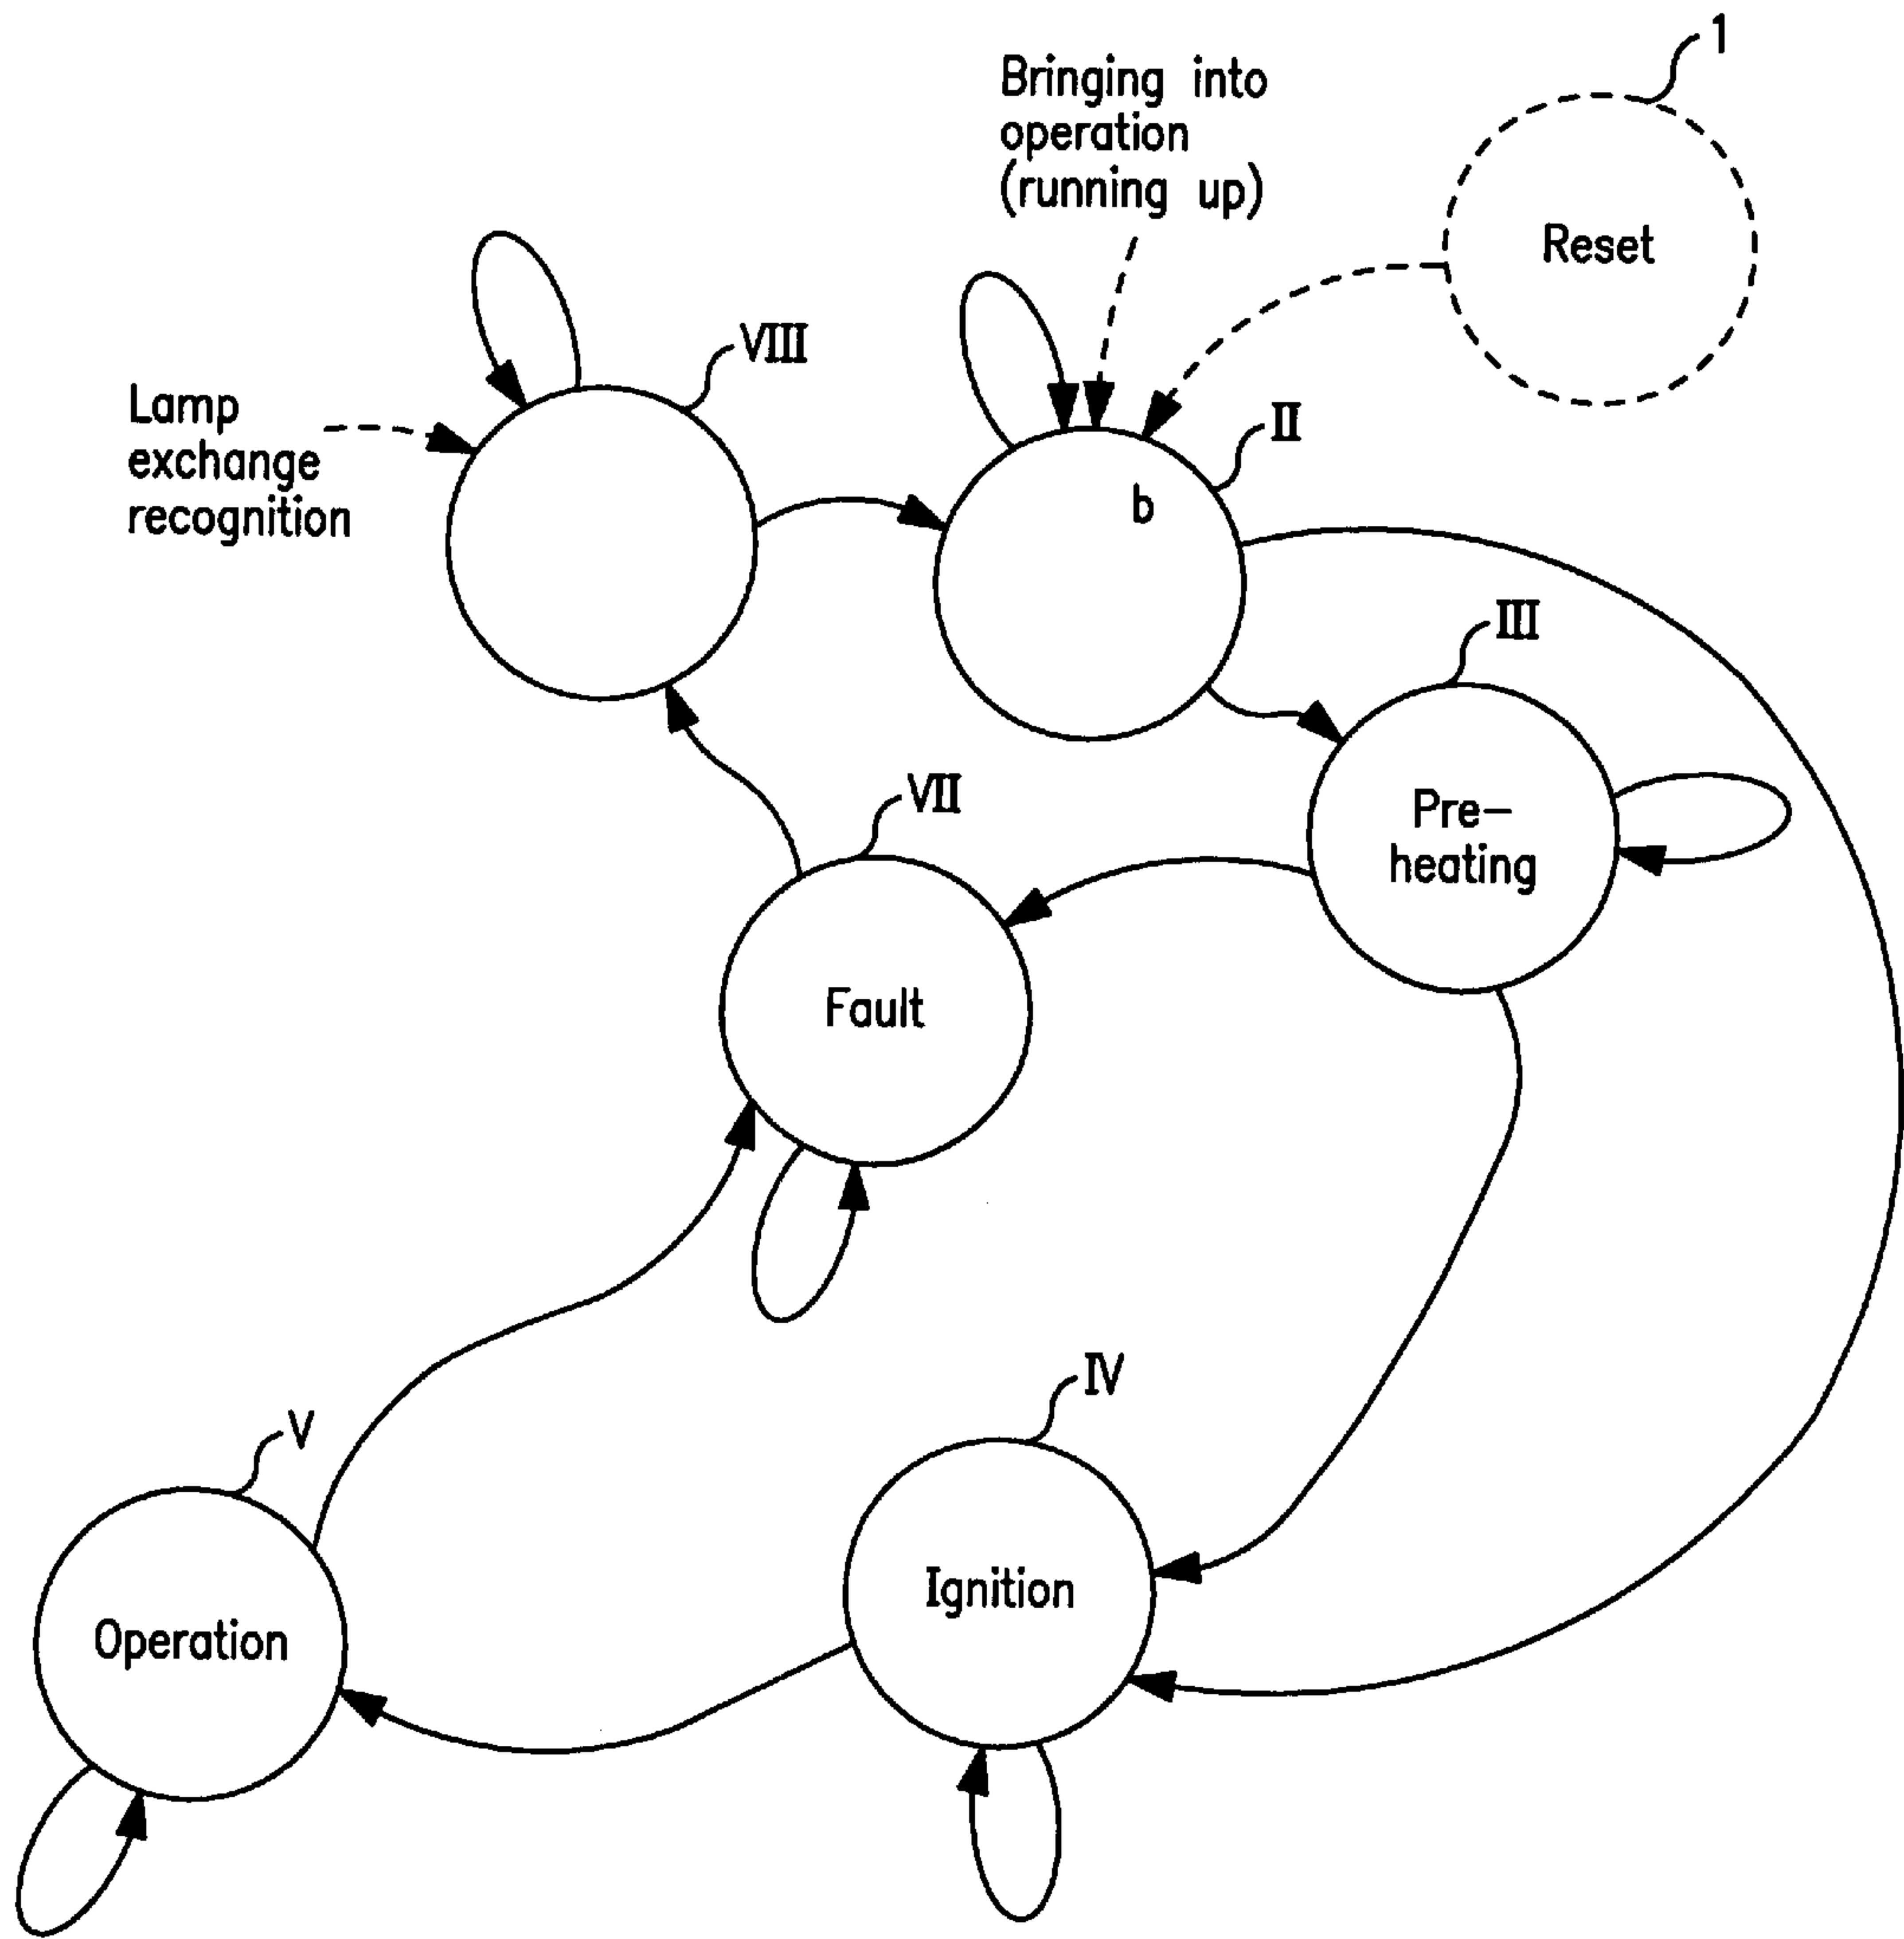 1
Bringing into
operation
(running up)
Reset
VIII
Lamp
exchange
recognition
II
b
III
VII
Pre-
heating
Fault
IV
V
Ignition
Operation